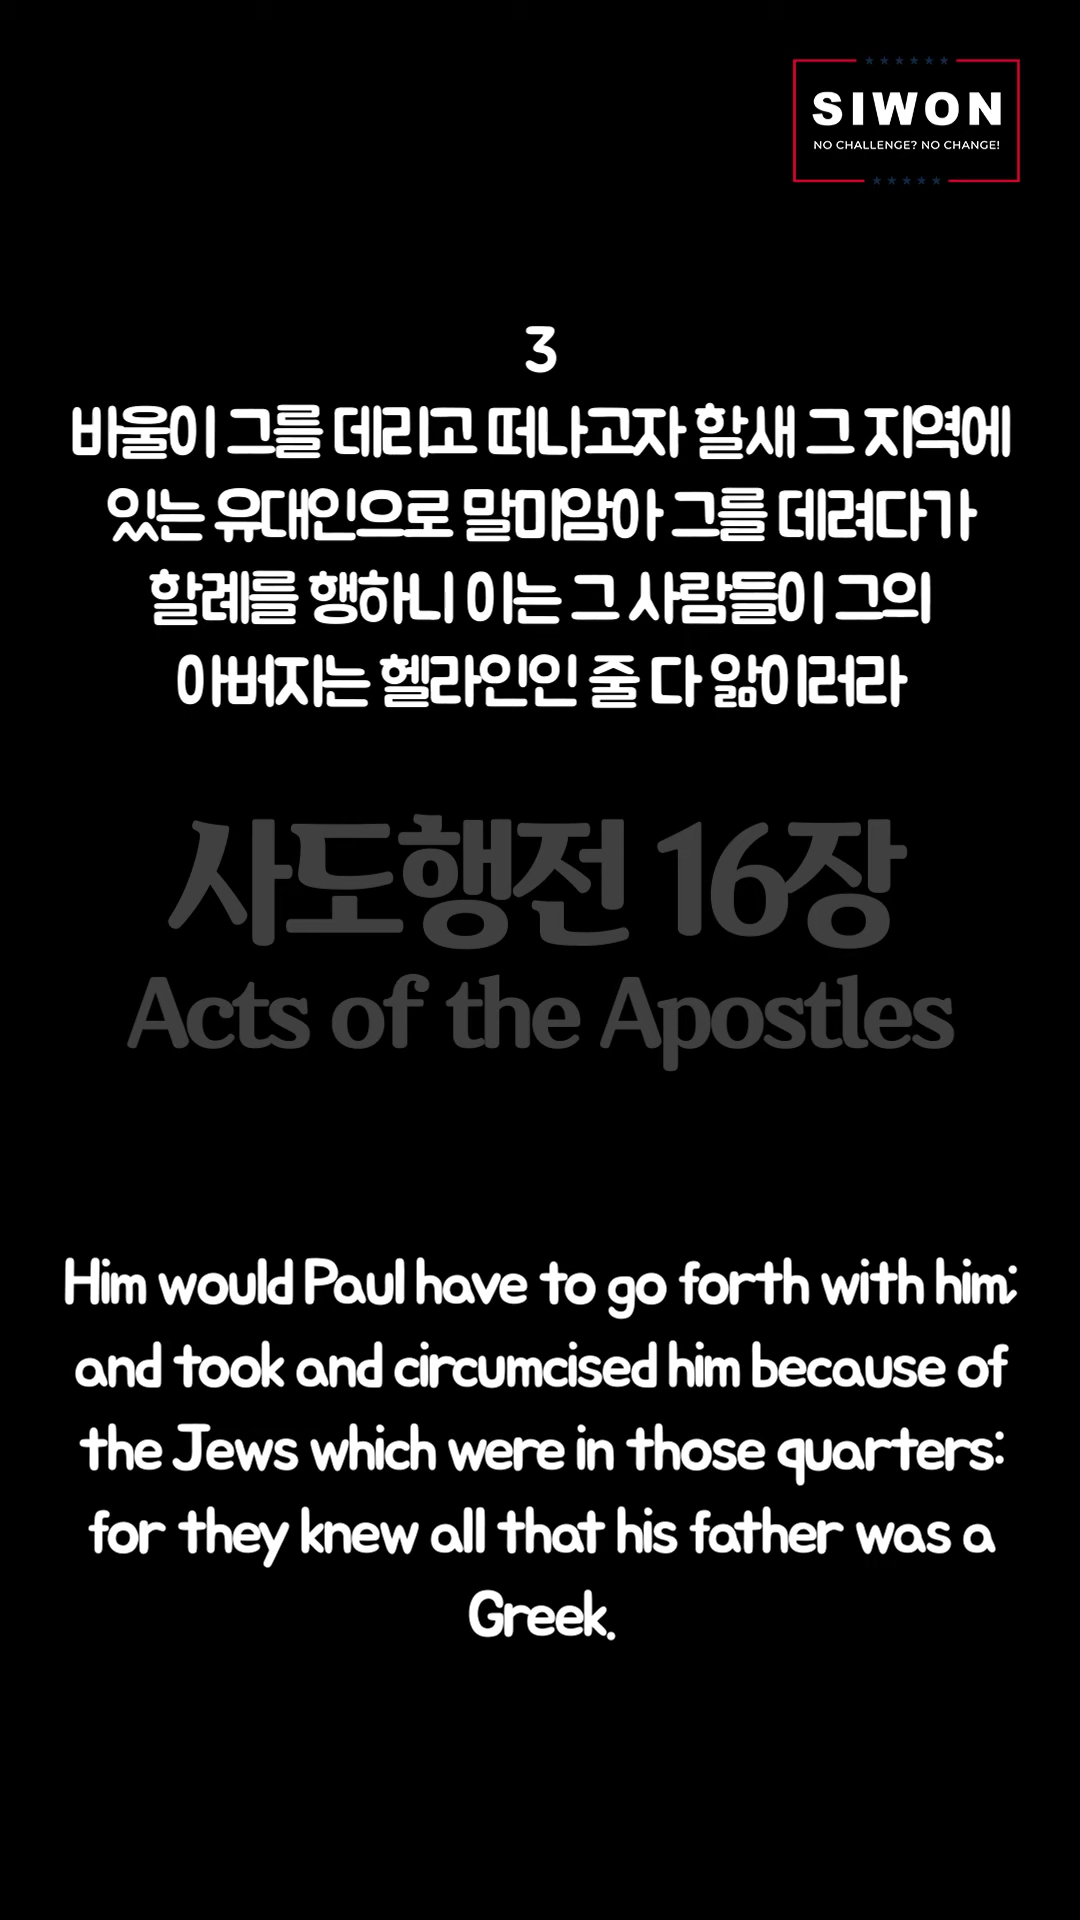 SIWON
NO CHALLENGE? NO CHANGE!
3
바울이 그를 데리고 떠나고자 할새 그 지역에
있는 유대인으로 말미암아 그를 데려다가
할례를 행하니 이는 그 사람들이 그의
아버지는 헬라인인 줄 다 앎이러라
사도행전 16장
Acts of the Apostles
Him would Paul have to go forth with him;
and took and circumcised him because of
the Jews which were in those quarters:
for they knew all that his father was a
Greek.